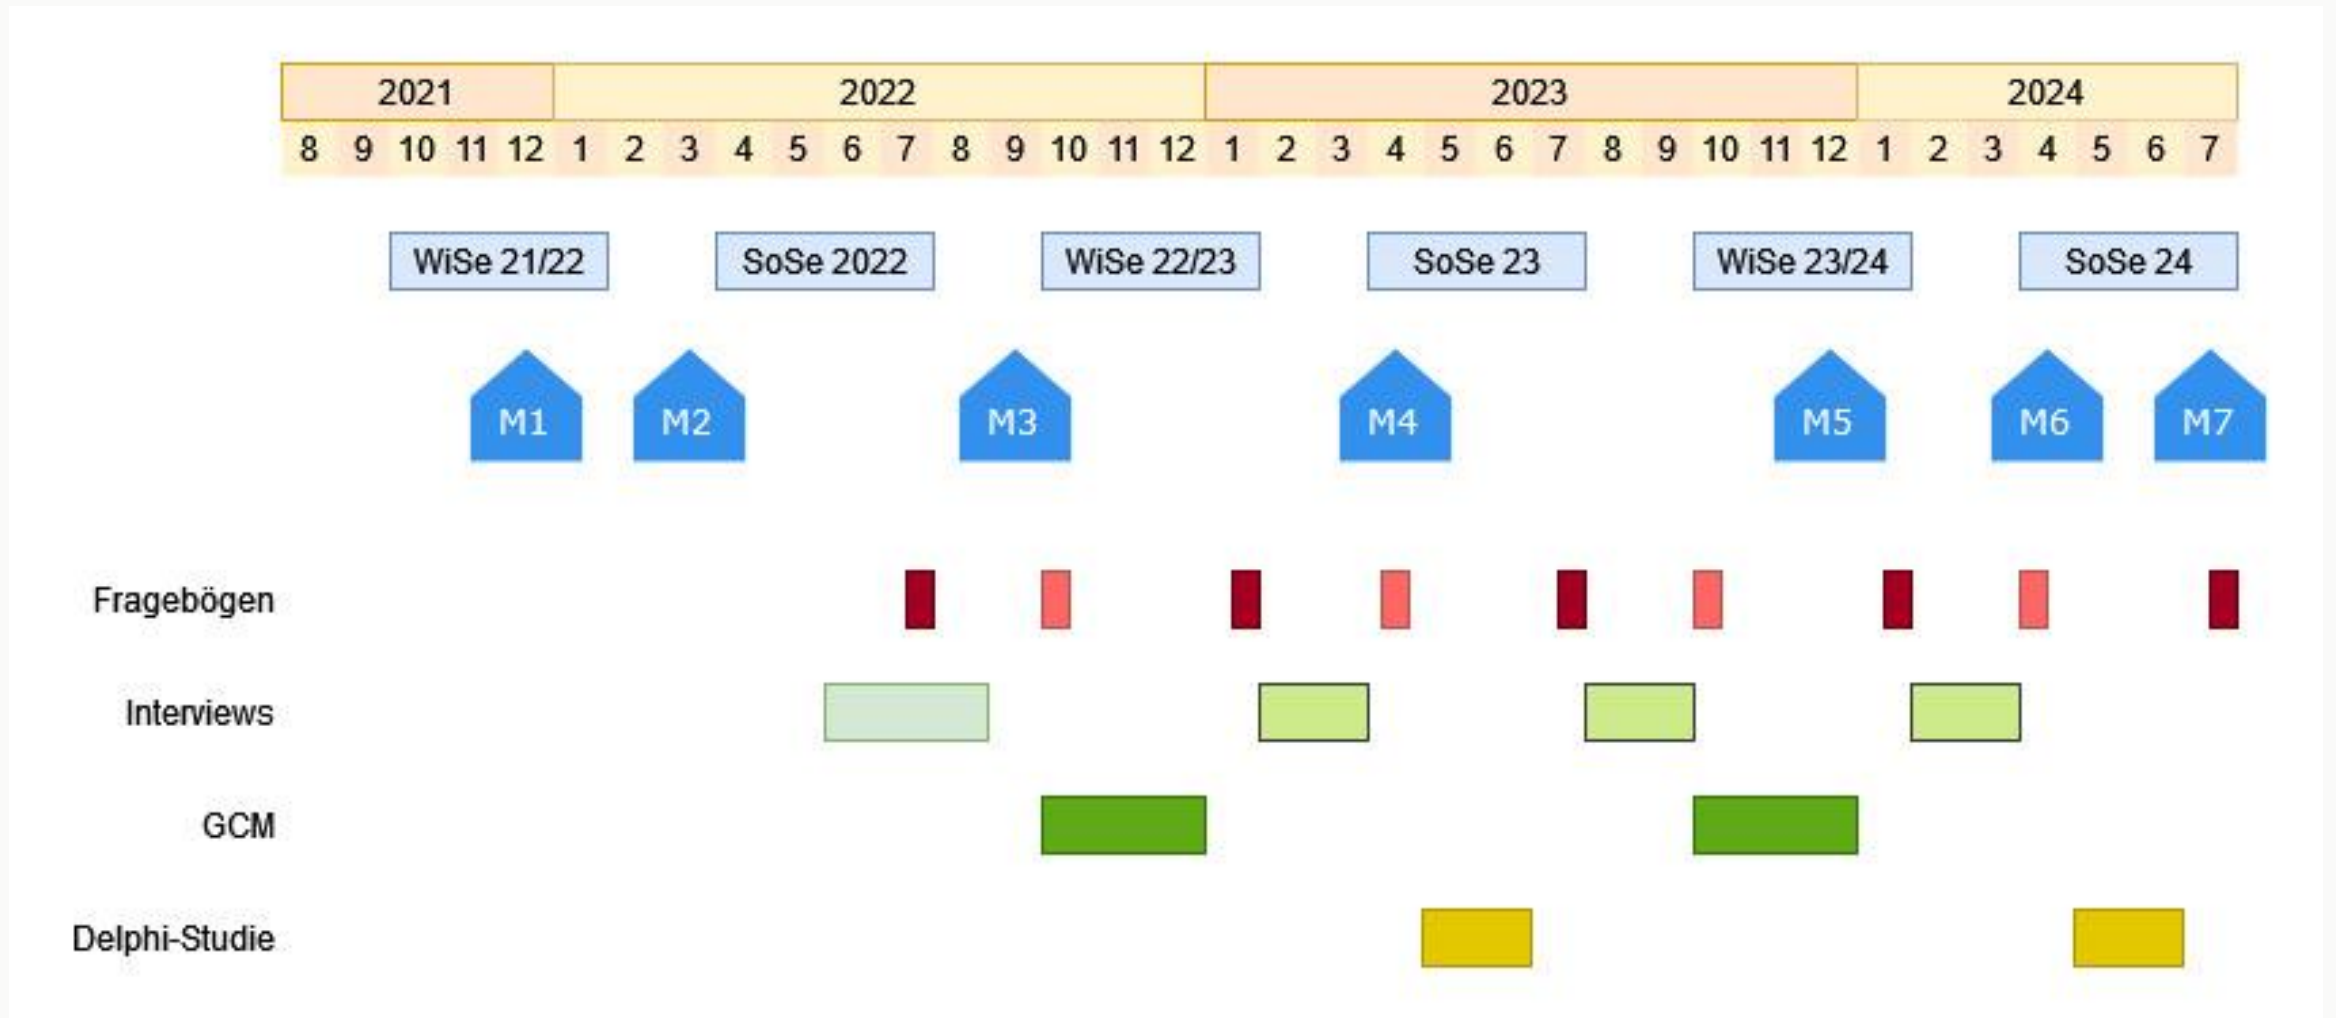 2021 2022 2023 2024
8 9 10 11 12 1 2 3 4 5 6 7 8 9 10 11 12 1 2 3 4 5 6 7 8 9 10 11 12 1 2 3 4 5 6 7
WiSe 21/22 SoSe 2022 WiSe 22/23 SoSe 23 WiSe 23/24 SoSe 24
M1 M2 M3 M4 M5 M6 M7
Fragebögen
Interviews
GCM
Delphi-Studie